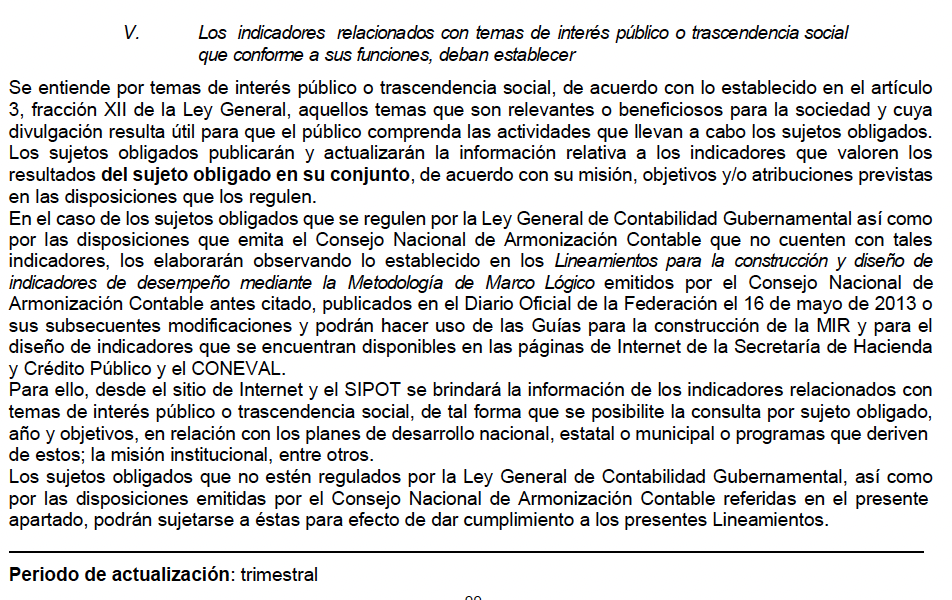 V. Los indicadores relacionados con temas de interés público o trascendencia social
que conforme a sus funciones, deban establecer
Se entiende por temas de interés público o trascendencia social, de acuerdo con lo establecido en el artículo
3, fracción XII de la Ley General, aquellos temas que son relevantes o beneficiosos para la sociedad y cuya
divulgación resulta útil para que el público comprenda las actividades que llevan a cabo los sujetos obligados.
Los sujetos obligados publicarán y actualizarán la información relativa a los indicadores que valoren los
resultados del sujeto obligado en su conjunto, de acuerdo con su misión, objetivos y/o atribuciones previstas
en las disposiciones que los regulen.
En el caso de los sujetos obligados que se regulen por la Ley General de Contabilidad Gubernamental así como
por las disposiciones que emita el Consejo Nacional de Armonización Contable que no cuenten con tales
indicadores, los elaborarán observando lo establecido en los Lineamientos para la construcción y diseño de
indicadores de desempeño mediante la Metodología de Marco Lógico emitidos por el Consejo Nacional de
Armonización Contable antes citado, publicados en el Diario Oficial de la Federación el 16 de mayo de 2013 o
sus subsecuentes modificaciones y podrán hacer uso de las Guías para la construcción de la MIR y para el
diseño de indicadores que se encuentran disponibles en las páginas de Internet de la Secretaría de Hacienda
y Crédito Público y el CONEVAL.
Para ello, desde el sitio de Internet y el SIPOT se brindará la información de los indicadores relacionados con
temas de interés público o trascendencia social, de tal forma que se posibilite la consulta por sujeto obligado,
año y objetivos, en relación con los planes de desarrollo nacional, estatal o municipal o programas que deriven
de estos; la misión institucional, entre otros.
Los sujetos obligados que no estén regulados por la Ley General de Contabilidad Gubernamental, así como
por las disposiciones emitidas por el Consejo Nacional de Armonización Contable referidas en el presente
apartado, podrán sujetarse a éstas para efecto de dar cumplimiento a los presentes Lineamientos.
Periodo de actualización: trimestral